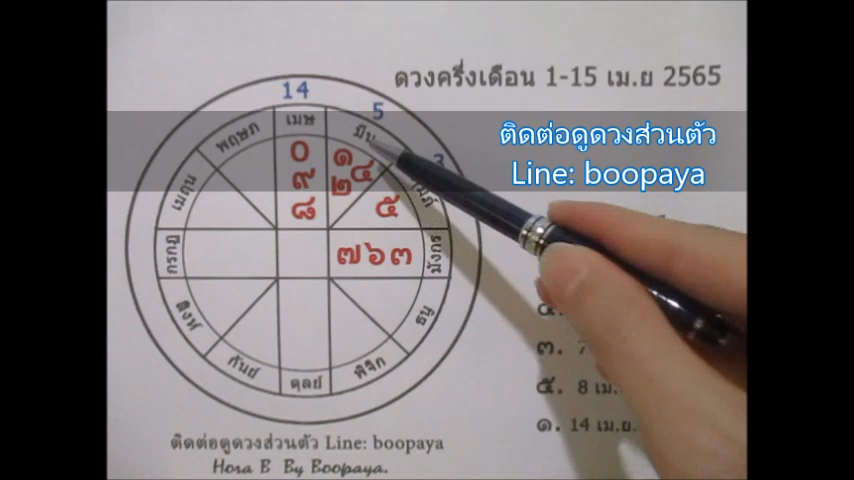 ดวงครึ่งเดือน 1-15 เม.ย 2565
ติดต่อดูดวงส่วนตัว
Line: boopaya
14
5
3
เมษ
มีน
พฤษภ
เมถุน
กรกฎ
สิงห์
กันย์
ตุลย์
พิจิก
ธนู
มังกร
๐
๙
๘
๑
๔
๒
๕
๗ ๖ ๓
๔.
๓. 7
๕. 8 เม.
๑. 14 เม.ย.
ติดต่อดูดวงส่วนตัว Line: boopaya
Hora B By Boopaya.